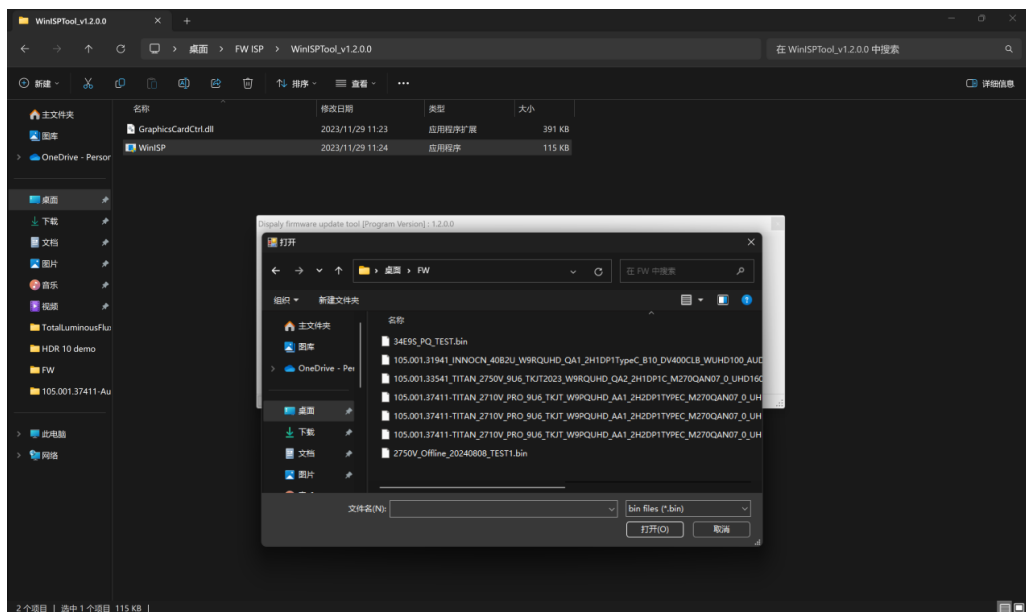 WinISPTool_v1.2.0.0
桌面 > FW ISP > WinISPTool_v1.2.0.0
在 WinISPTool_v1.2.0.0 中搜索
新建
排序
查看
详细信息
名称
修改日期
类型
大小
主文件夹
图库
OneDrive - Persor
桌面
下载
文档
图片
音乐
视频
TotalLuminousFlu
HDR 10 demo
FW
105.001.37411-Au
此电脑
网络
GraphicsCardCtrl.dll 2023/11/29 11:23 应用程序扩展 391 KB
WinISP 2023/11/29 11:24 应用程序 115 KB
Dispaly firmware update tool [Program Version] : 1.2.0.0
打开
桌面 > FW
在 FW 中搜索
组织
新建文件夹
主文件夹
图库
OneDrive - Per
桌面
下载
文档
图片
名称
34E9S_PQ_TEST.bin
105.001.31941_INNOCN_40B2U_W9RQUHD_QA1_2H1DP1TypeC_B10_DV400CLB_WUHD100_AUD
105.001.33541_TITAN_2750V_9U6_TKJT2023_W9RQUHD_QA2_2H1DP1C_M270QAN07_0_UHD16C
105.001.37411-TITAN_2710V_PRO_9U6_TKJT_W9PQUHD_AA1_2H2DP1TYPEC_M270QAN07_0_UH
105.001.37411-TITAN_2710V_PRO_9U6_TKJT_W9PQUHD_AA1_2H2DP1TYPEC_M270QAN07_0_UH
105.001.37411-TITAN_2710V_PRO_9U6_TKJT_W9PQUHD_AA1_2H2DP1TYPEC_M270QAN07_0_UH
2750V_Offline_20240808_TEST1.bin
文件名(N):
bin files (*.bin)
打开(O)
取消
2 个项目 | 选中 1 个项目 115 KB |